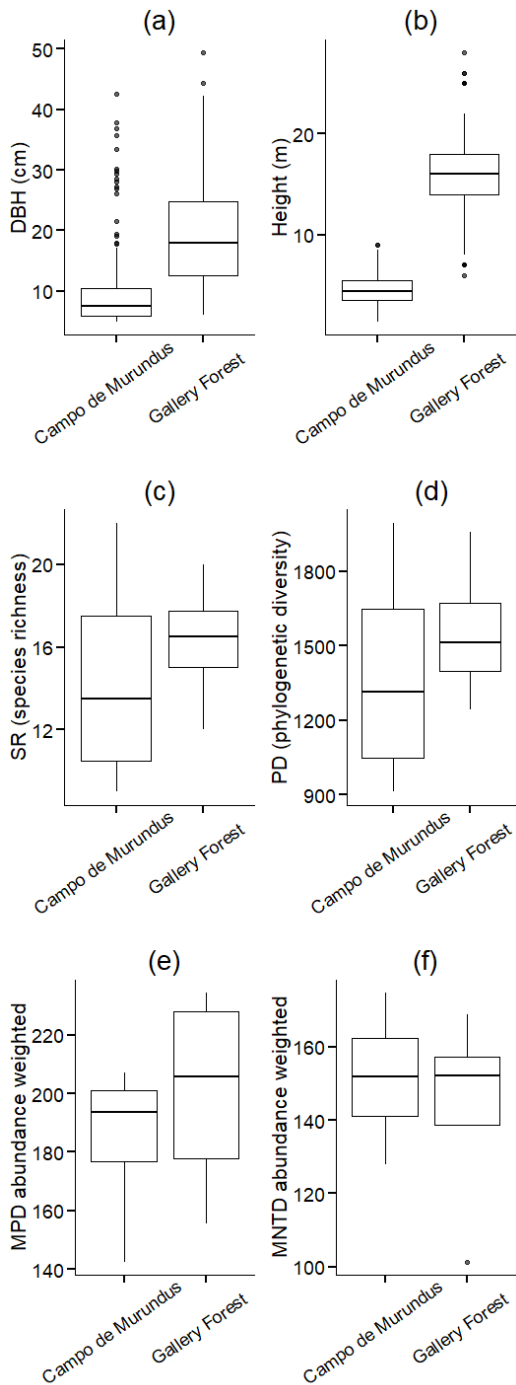 (a)
DBH (cm)
50
40
30
20
10
Campo de Murundus
Gallery Forest
(b)
Height (m)
20
10
Campo de Murundus
Gallery Forest
(c)
SR (species richness)
20
16
12
Campo de Murundus
Gallery Forest
(d)
PD (phylogenetic diversity)
1800
1500
1200
900
Campo de Murundus
Gallery Forest
(e)
MPD abundance weighted
220
200
180
160
140
Campo de Murundus
Gallery Forest
(f)
MNTD abundance weighted
160
140
120
100
Campo de Murundus
Gallery Forest